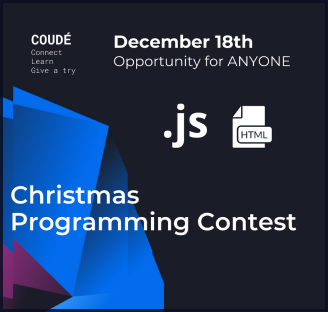 COUDÉ
Connect
Learn
Give a try
December 18th
Opportunity for ANYONE
.js
HTML
Christmas
Programming Contest